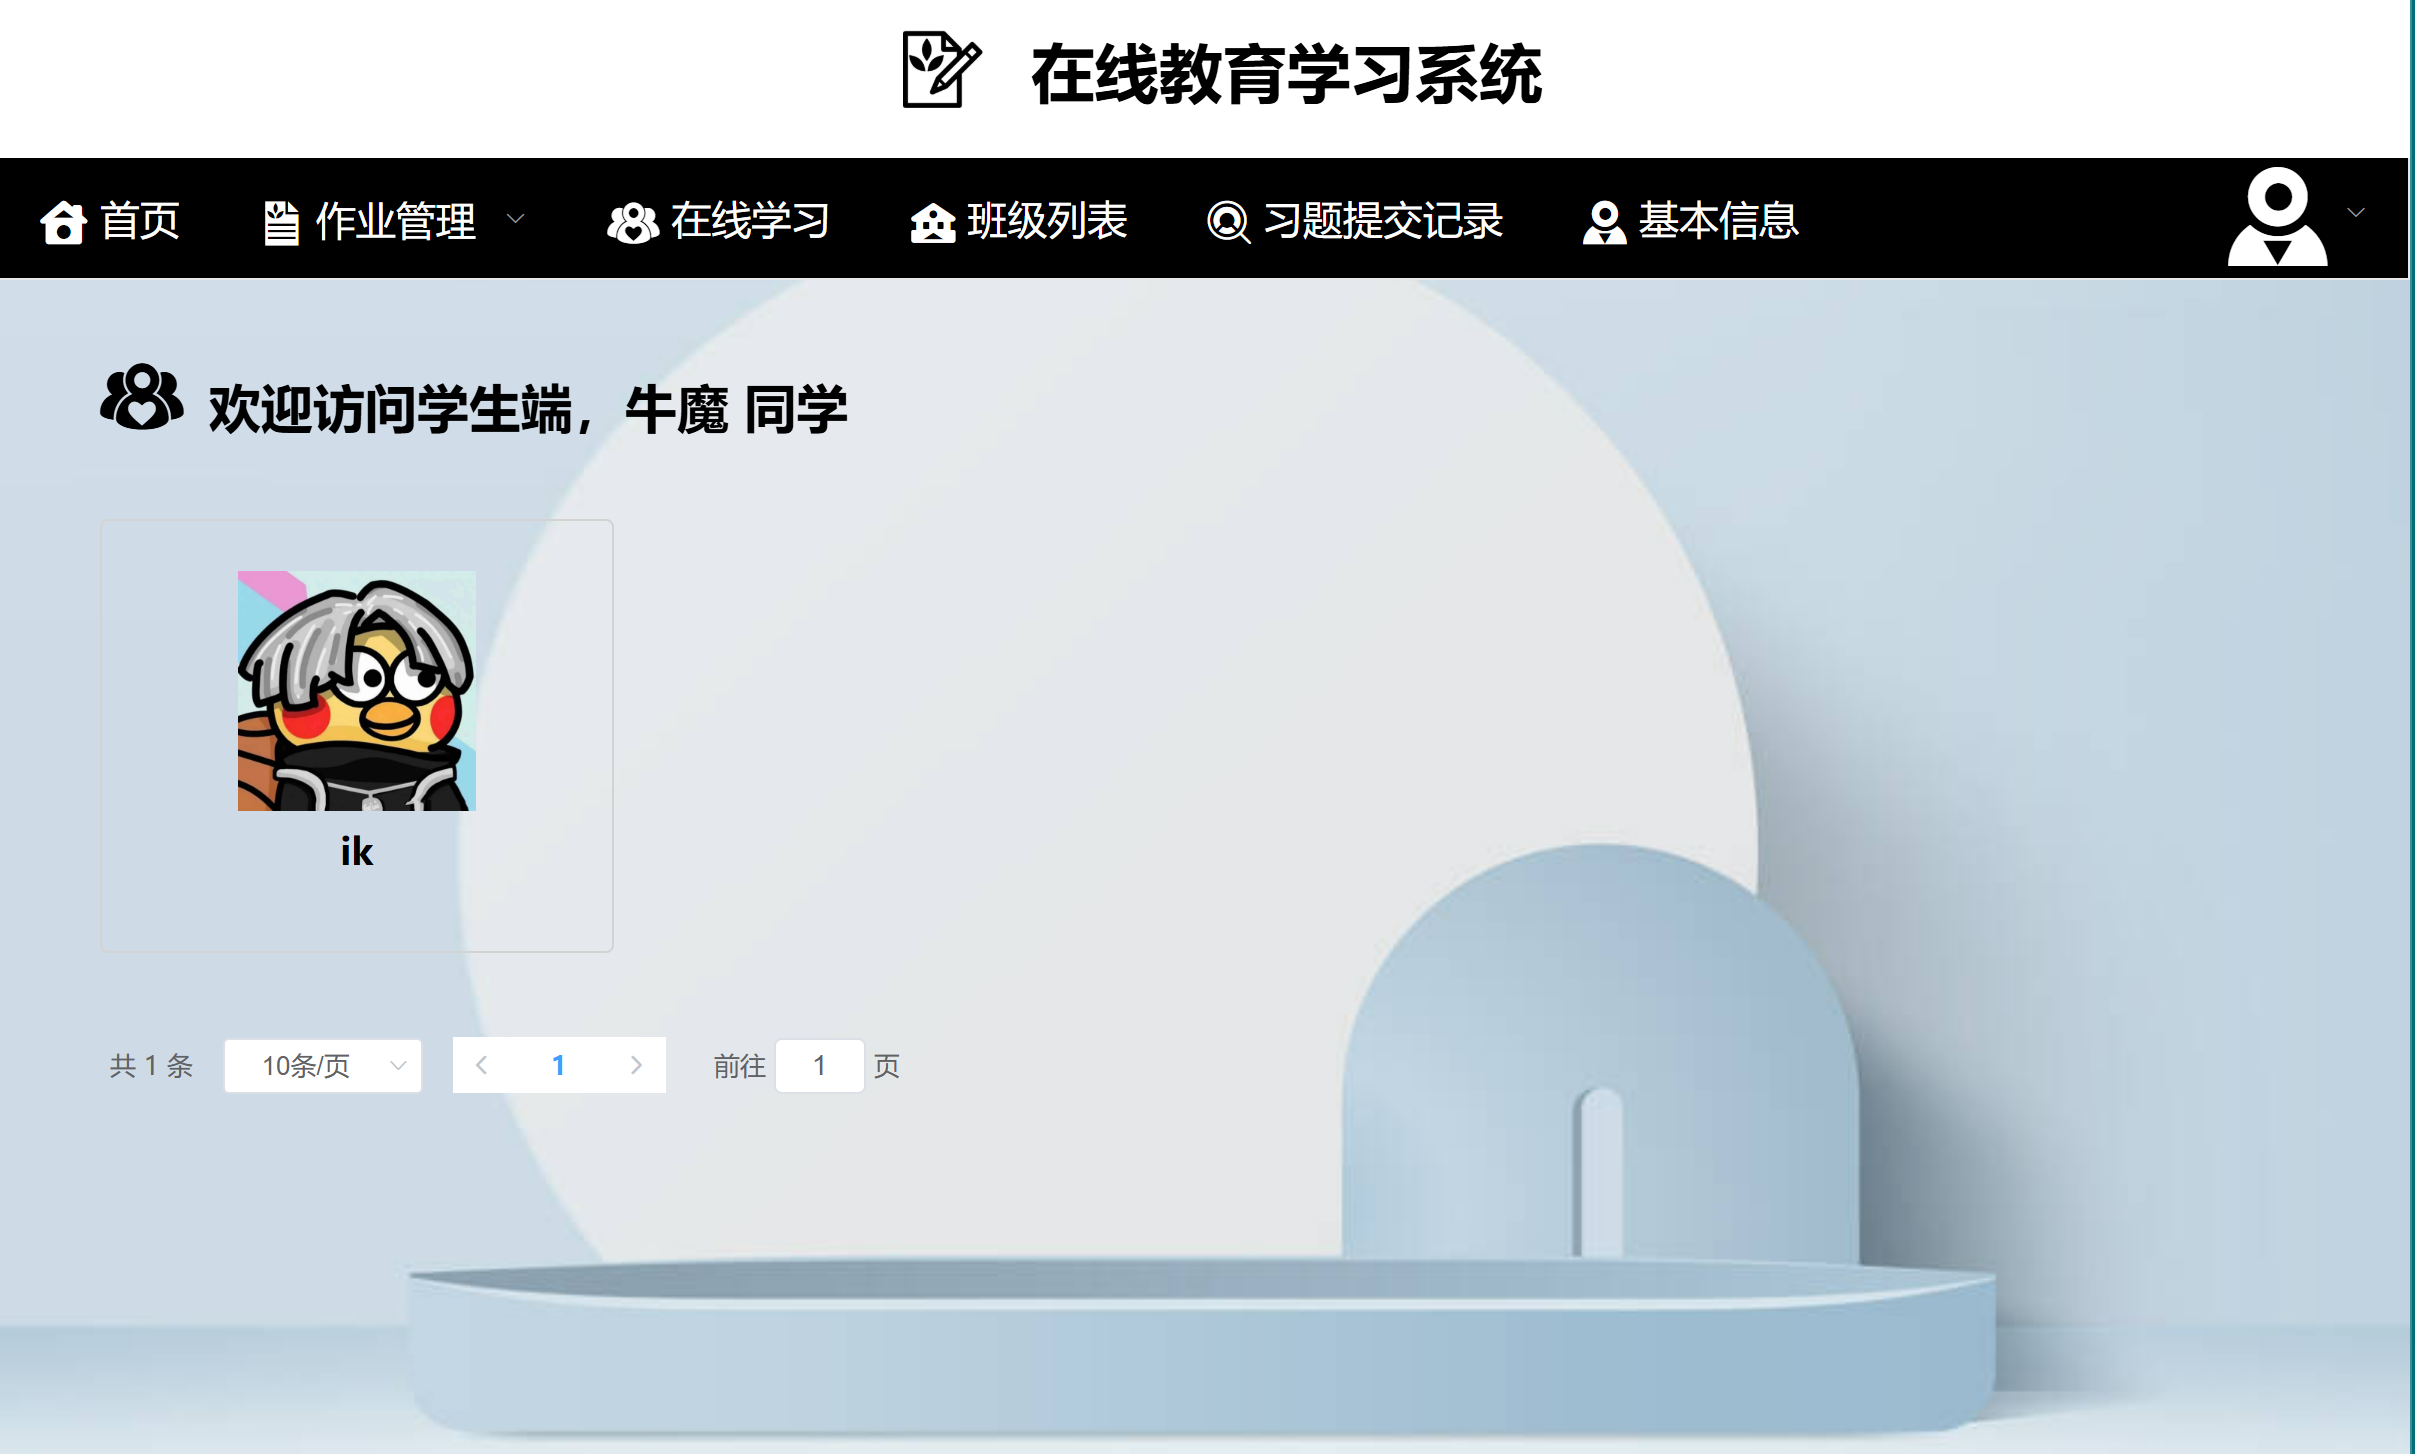 在线教育学习系统
首页 作业管理 在线学习 班级列表 习题提交记录 基本信息
欢迎访问学生端，牛魔 同学
ik
共 1 条 10条/页 1 前往 1 页